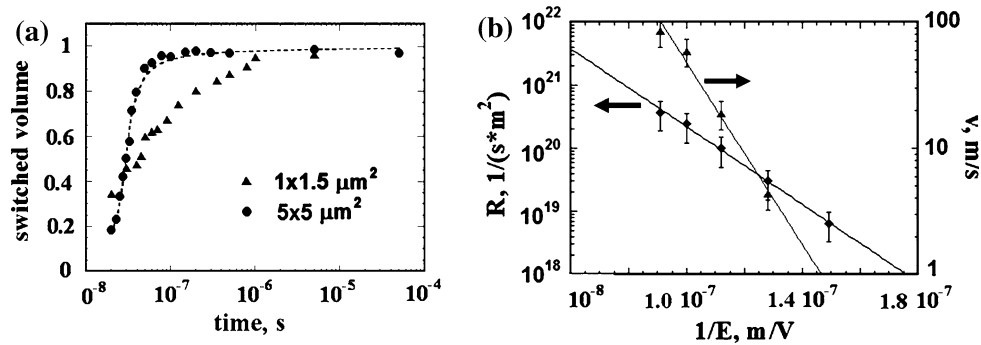 (a)
switched volume
1
0.8
0.6
0.4
0.2
0
1x1.5 μm²
5x5 μm²
0⁻⁸ 10⁻⁷ 10⁻⁶ 10⁻⁵ 10⁻⁴
time, s
(b)
R, 1/(s*m²)
10²²
10²¹
10²⁰
10¹⁹
10¹⁸
100
10
1
v, m/s
10⁻⁸ 1.0 10⁻⁷ 1.4 10⁻⁷ 1.8 10⁻⁷
1/E, m/V